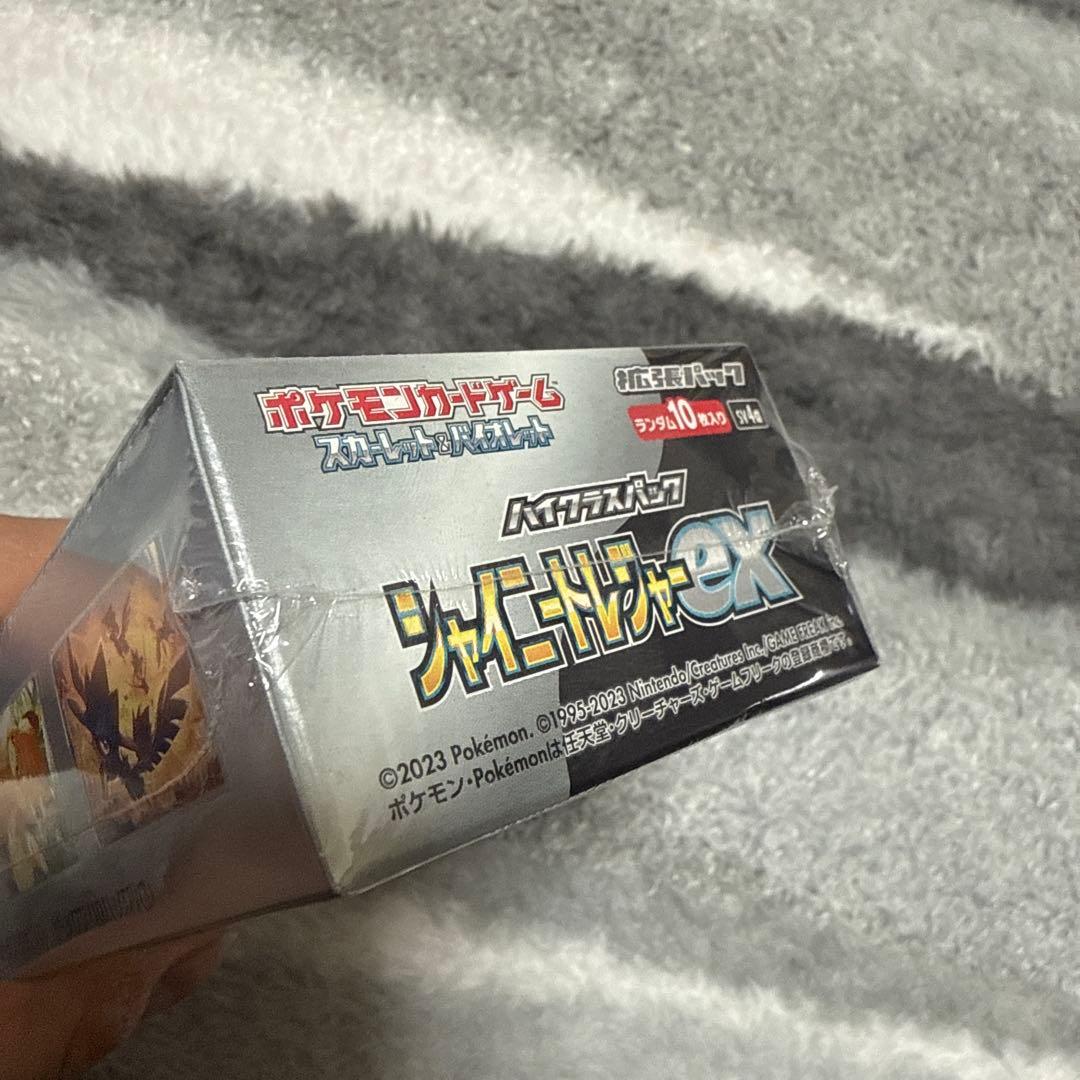 ポケモンカードゲーム
スカーレット&バイオレット
拡張パック
ランダム10枚入り SV4a
ハイクラスパック
シャイニートレジャーex
©2023 Pokémon. ©1995-2023 Nintendo/Creatures Inc./GAME FREAK inc.
ポケモン・Pokémonは任天堂・クリーチャーズ・ゲームフリークの登録商標です。